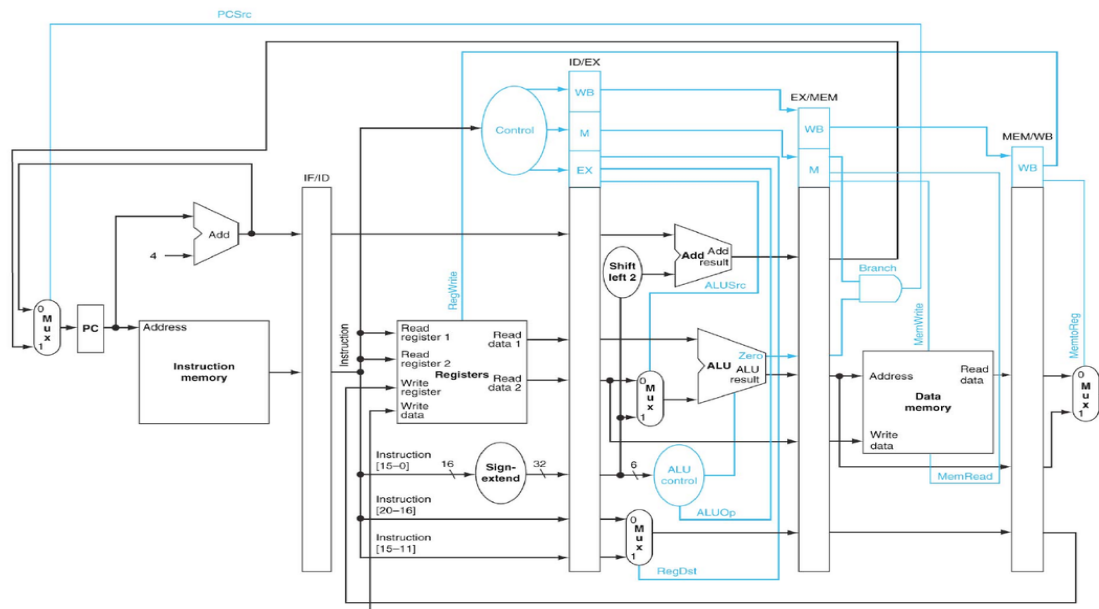 PCSrc
ID/EX
WB
EX/MEM
Control
M
WB
MEM/WB
EX
M
WB
IF/ID
Add
4
Add
Add
result
Shift
left 2
Branch
ALUSrc
RegWrite
MemWrite
MemtoReg
0
M
u
x
1
PC
Address
Instruction
memory
Instruction
Read
register 1
Read
register 2
Write
register
Write
data
Registers
Read
data 1
Read
data 2
0
M
u
x
1
Zero
ALU
ALU
result
Address
Read
data
Data
memory
Write
data
0
M
u
x
1
Instruction
[15–0]
16
Sign-
extend
32
6
ALU
control
MemRead
Instruction
[20–16]
ALUOp
0
M
u
x
1
Instruction
[15–11]
RegDst